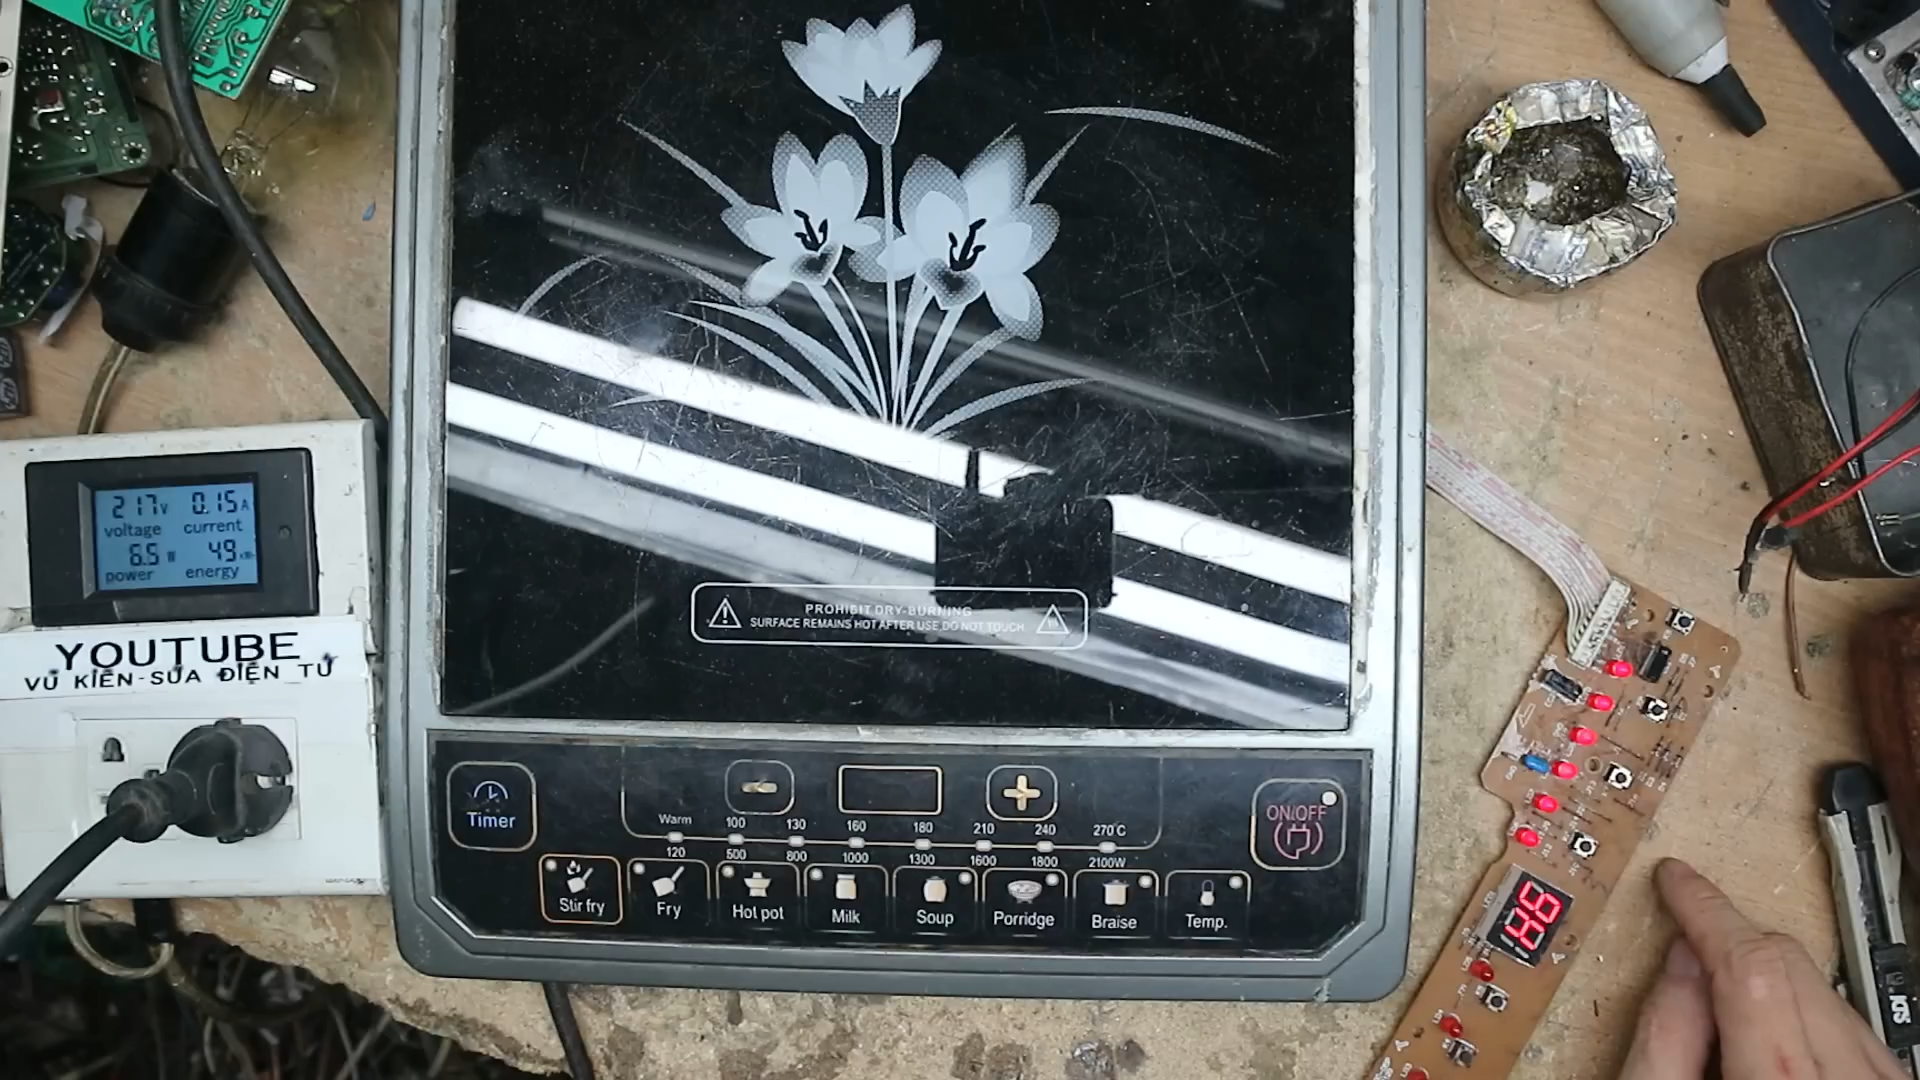 217V 0.15A
voltage current
6.5 W 49
power energy
YOUTUBE
VŨ KIÊN-SỬA ĐIỆN TỬ
PROHIBIT DRY-BURNING
SURFACE REMAINS HOT AFTER USE,DO NOT TOUCH
Timer
ON/OFF
Warm 100 130 160 180 210 240 270°C
120 500 800 1000 1300 1600 1800 2100W
Stir fry
Fry
Hot pot
Milk
Soup
Porridge
Braise
Temp.